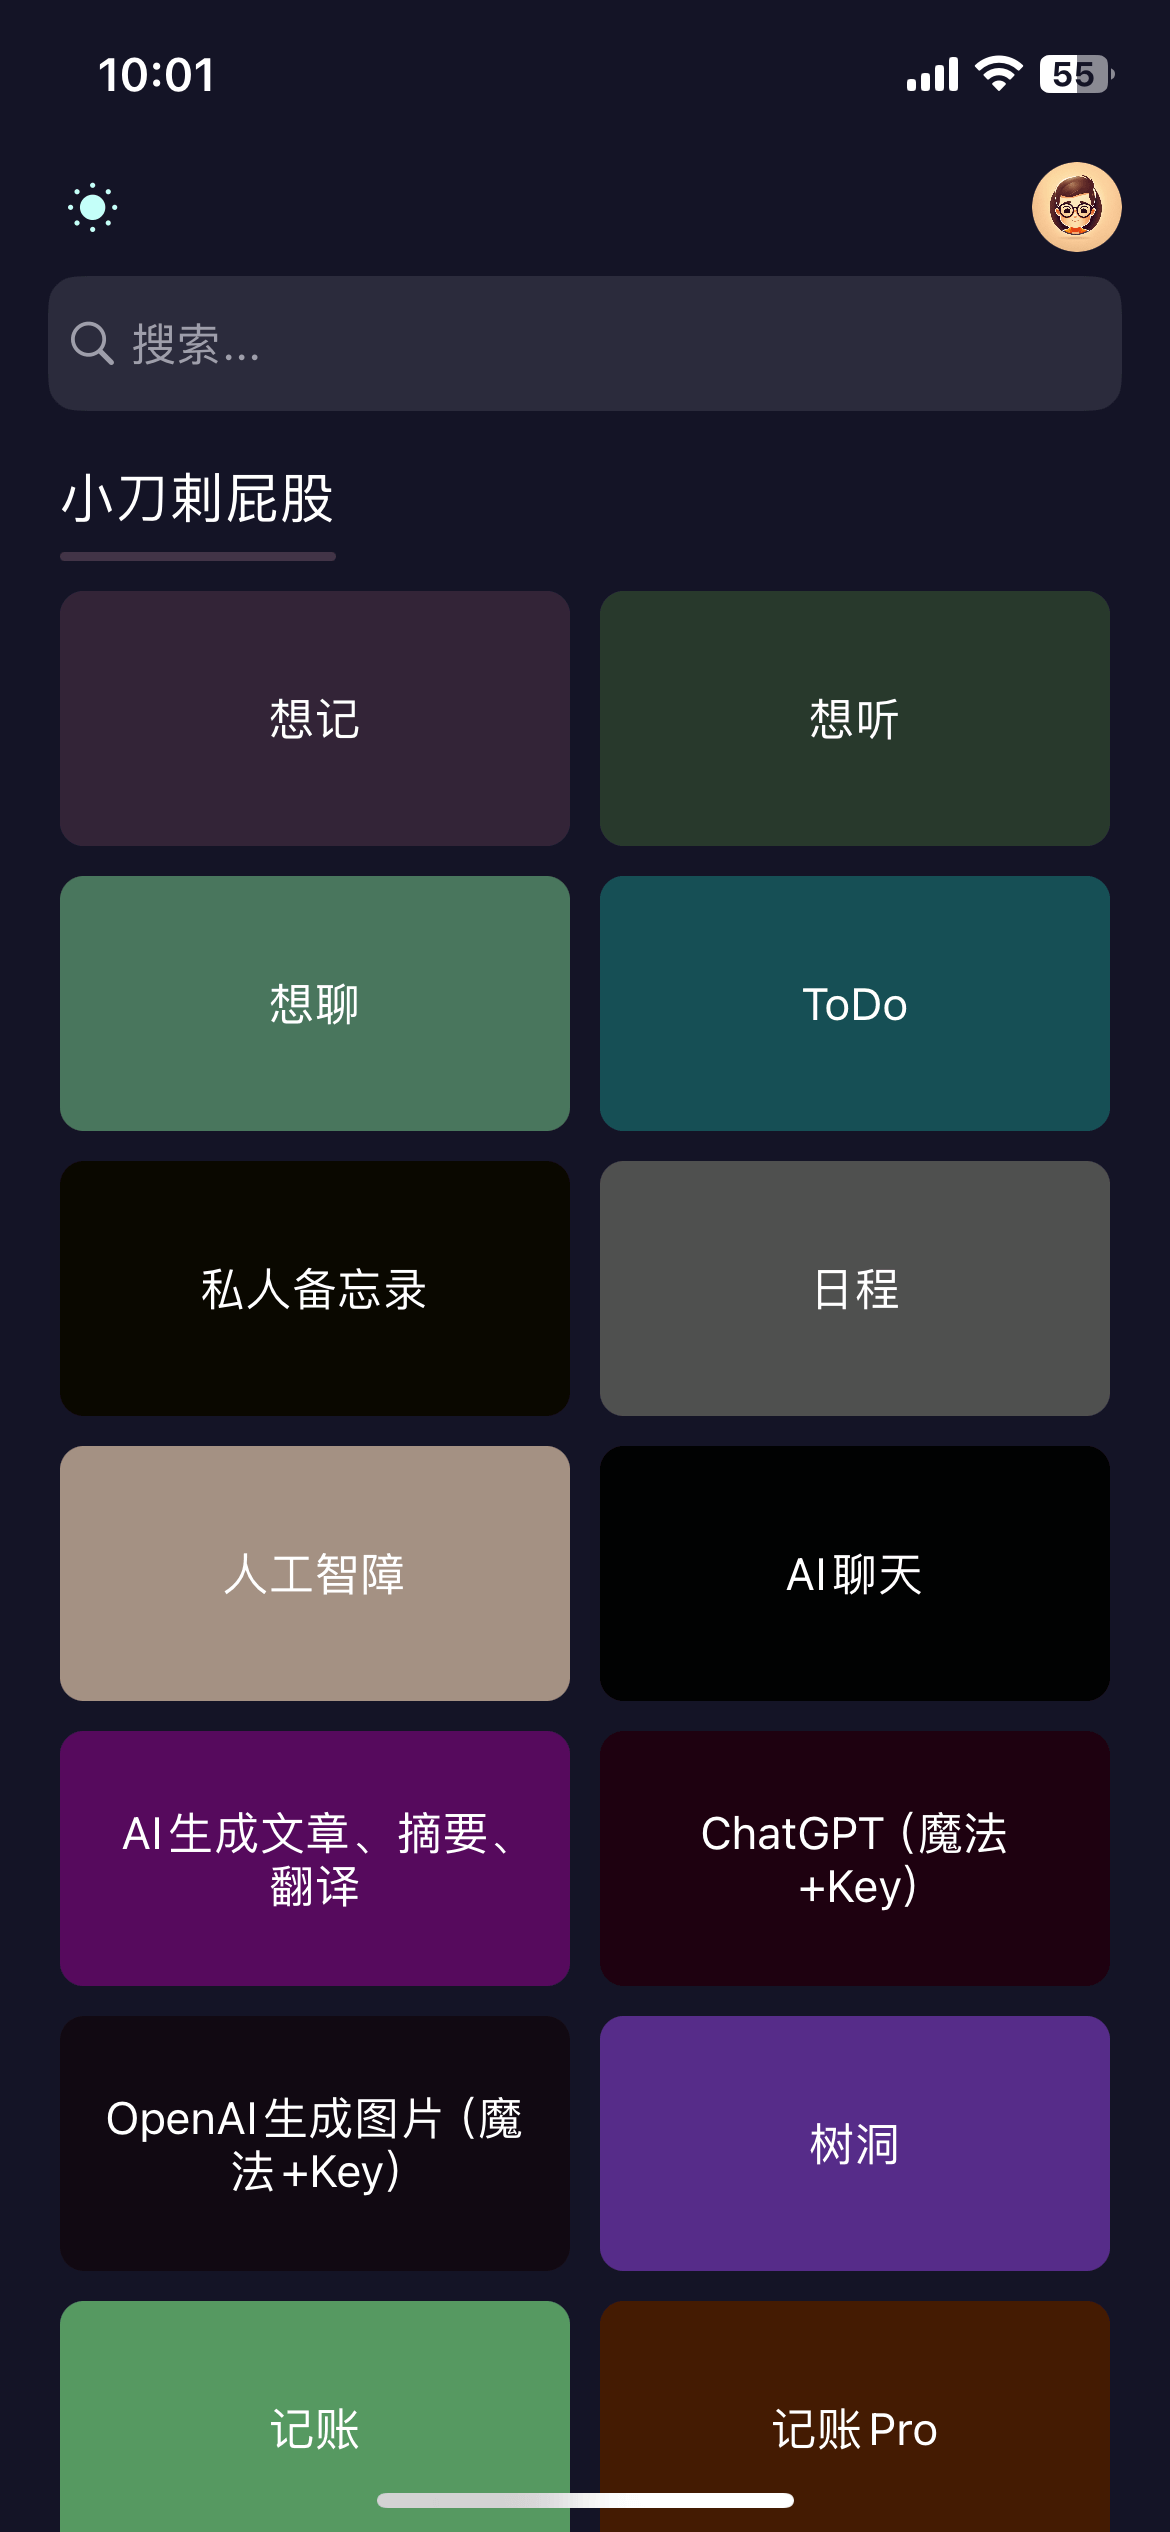 10:01
55
搜索...
小刀剌屁股
想记
想听
想聊
ToDo
私人备忘录
日程
人工智障
AI聊天
AI生成文章、摘要、
翻译
ChatGPT (魔法
+Key)
OpenAI生成图片 (魔
法+Key)
树洞
记账
记账Pro